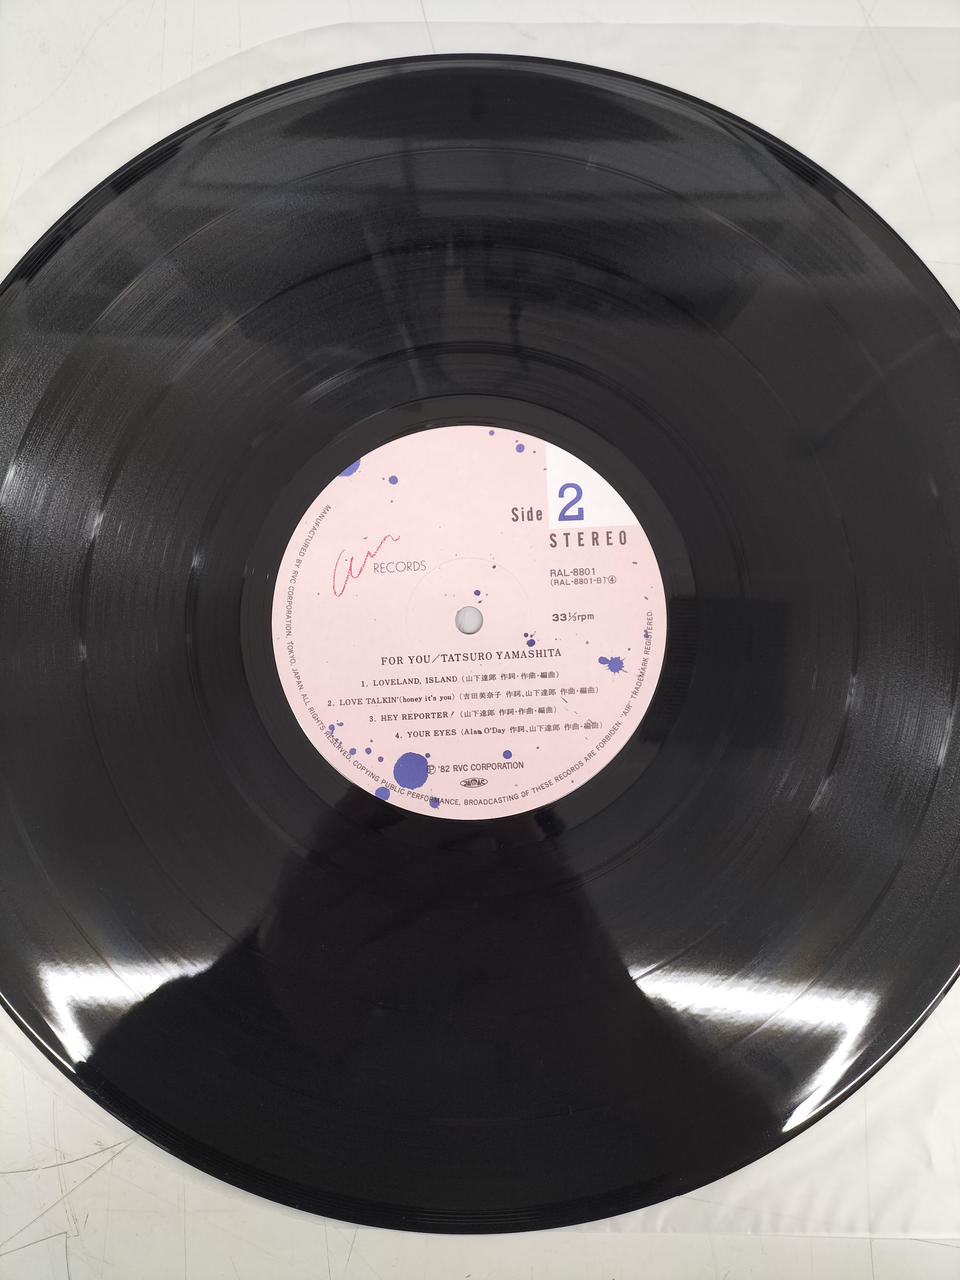 Side 2
STEREO
Air RECORDS
RAL-8801
(RAL-8801-B)④
33⅓rpm
FOR YOU/TATSURO YAMASHITA
1. LOVELAND, ISLAND (山下達郎 作詞・作曲・編曲)
2. LOVE TALKIN'(honey it's you) (吉田美奈子 作詞、山下達郎 作曲・編曲)
3. HEY REPORTER! (山下達郎 作詞・作曲・編曲)
4. YOUR EYES (Alan O'Day 作詞、山下達郎 作曲・編曲)
Ⓟ '82 RVC CORPORATION
JASRAC
MANUFACTURED BY RVC CORPORATION, TOKYO, JAPAN. ALL RIGHTS RESERVED, COPYING PUBLIC PERFORMANCE, BROADCASTING OF THESE RECORDS ARE FORBIDEN. "AIR" TRADEMARK REGISTERED.